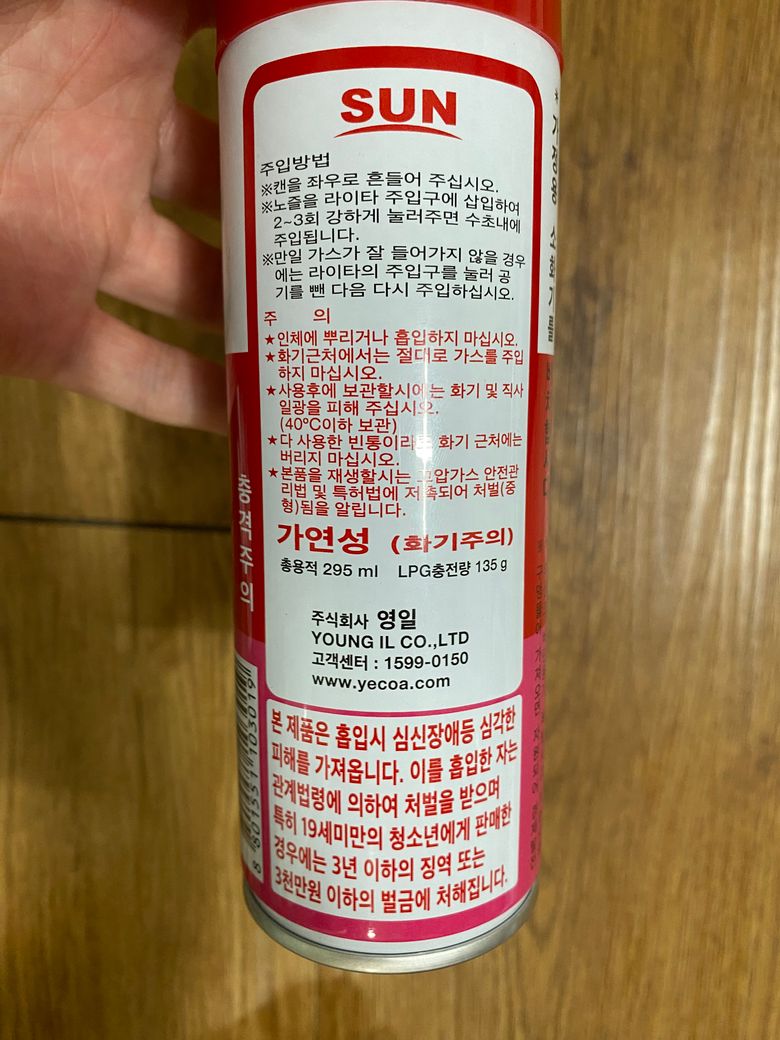 SUN
주입방법
※캔을 좌우로 흔들어 주십시오.
※노즐을 라이타 주입구에 삽입하여
2~3회 강하게 눌러주면 수초내에
주입됩니다.
※만일 가스가 잘 들어가지 않을 경우
에는 라이타의 주입구를 눌러 공
기를 뺀 다음 다시 주입하십시오.
주 의
★인체에 뿌리거나 흡입하지 마십시오.
★화기근처에서는 절대로 가스를 주입
하지 마십시오.
★사용후에 보관할시에는 화기 및 직사
일광을 피해 주십시오.
(40°C이하 보관)
★다 사용한 빈통이라도 화기 근처에는
버리지 마십시오.
★본품을 재생할시는 고압가스 안전관
리법 및 특허법에 저촉되어 처벌(중
형)됨을 알립니다.
가연성 (화기주의)
총용적 295 ml LPG충전량 135 g
주식회사 영일
YOUNG IL CO.,LTD
고객센터 : 1599-0150
www.yecoa.com
본 제품은 흡입시 심신장애등 심각한
피해를 가져옵니다. 이를 흡입한 자는
관계법령에 의하여 처벌을 받으며
특히 19세미만의 청소년에게 판매한
경우에는 3년 이하의 징역 또는
3천만원 이하의 벌금에 처해집니다.
충격주의
8 801551 103019
가정용 소화기를